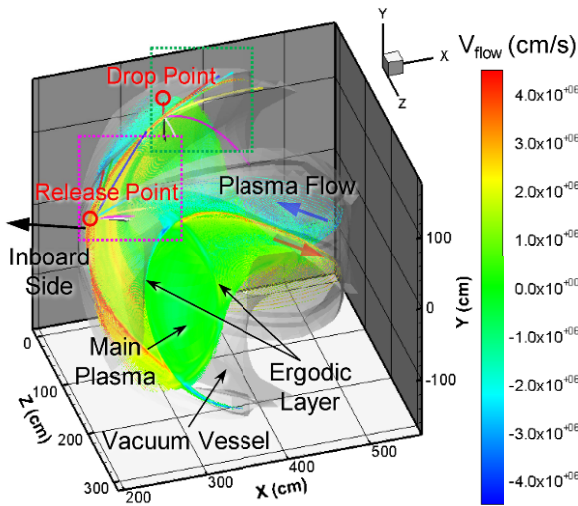 Y
X
Z
V_flow (cm/s)
Drop Point
4.0x10⁺⁰⁶
3.0x10⁺⁰⁶
Release Point
Plasma Flow
2.0x10⁺⁰⁶
Inboard
Side
100
1.0x10⁺⁰⁶
0
Y (cm)
0.0x10⁺⁰⁰
0
Main
Plasma
Ergodic
Layer
-100
-1.0x10⁺⁰⁶
100
Z (cm)
Vacuum Vessel
-2.0x10⁺⁰⁶
200
500
400
-3.0x10⁺⁰⁶
300
X (cm)
300
200
-4.0x10⁺⁰⁶